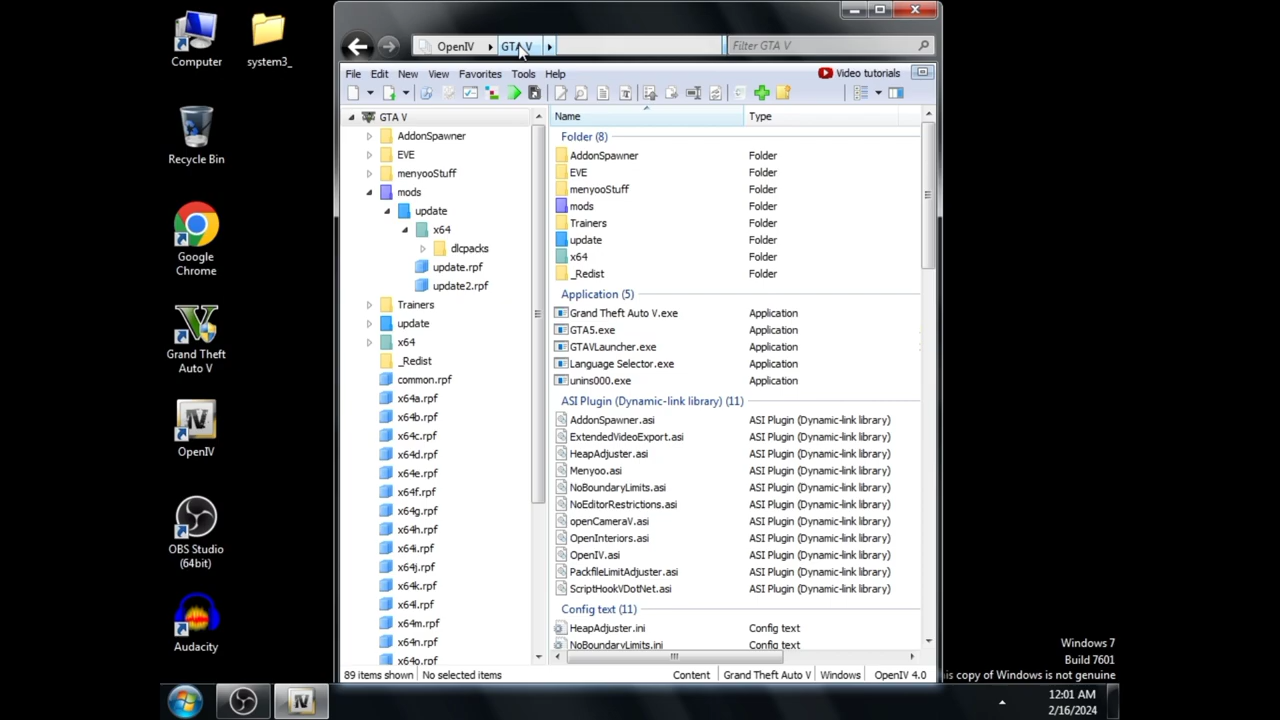 Computer
system3_
Recycle Bin
Google
Chrome
Grand Theft
Auto V
OpenIV
OBS Studio
(64bit)
Audacity
OpenIV
GTA V
Filter GTA V
File Edit New View Favorites Tools Help
Video tutorials
GTA V
AddonSpawner
EVE
menyooStuff
mods
update
x64
dlcpacks
update.rpf
update2.rpf
Trainers
update
x64
_Redist
common.rpf
x64a.rpf
x64b.rpf
x64c.rpf
x64d.rpf
x64e.rpf
x64f.rpf
x64g.rpf
x64h.rpf
x64i.rpf
x64j.rpf
x64k.rpf
x64l.rpf
x64m.rpf
x64n.rpf
x64o.rpf
Name Type
Folder (8)
AddonSpawner Folder
EVE Folder
menyooStuff Folder
mods Folder
Trainers Folder
update Folder
x64 Folder
_Redist Folder
Application (5)
Grand Theft Auto V.exe Application
GTA5.exe Application
GTAVLauncher.exe Application
Language Selector.exe Application
unins000.exe Application
ASI Plugin (Dynamic-link library) (11)
AddonSpawner.asi ASI Plugin (Dynamic-link library)
ExtendedVideoExport.asi ASI Plugin (Dynamic-link library)
HeapAdjuster.asi ASI Plugin (Dynamic-link library)
Menyoo.asi ASI Plugin (Dynamic-link library)
NoBoundaryLimits.asi ASI Plugin (Dynamic-link library)
NoEditorRestrictions.asi ASI Plugin (Dynamic-link library)
openCameraV.asi ASI Plugin (Dynamic-link library)
OpenInteriors.asi ASI Plugin (Dynamic-link library)
OpenIV.asi ASI Plugin (Dynamic-link library)
PackfileLimitAdjuster.asi ASI Plugin (Dynamic-link library)
ScriptHookVDotNet.asi ASI Plugin (Dynamic-link library)
Config text (11)
HeapAdjuster.ini Config text
NoBoundaryLimits.ini Config text
89 items shown No selected items Content Grand Theft Auto V Windows OpenIV 4.0
Windows 7
Build 7601
is copy of Windows is not genuine
12:01 AM
2/16/2024